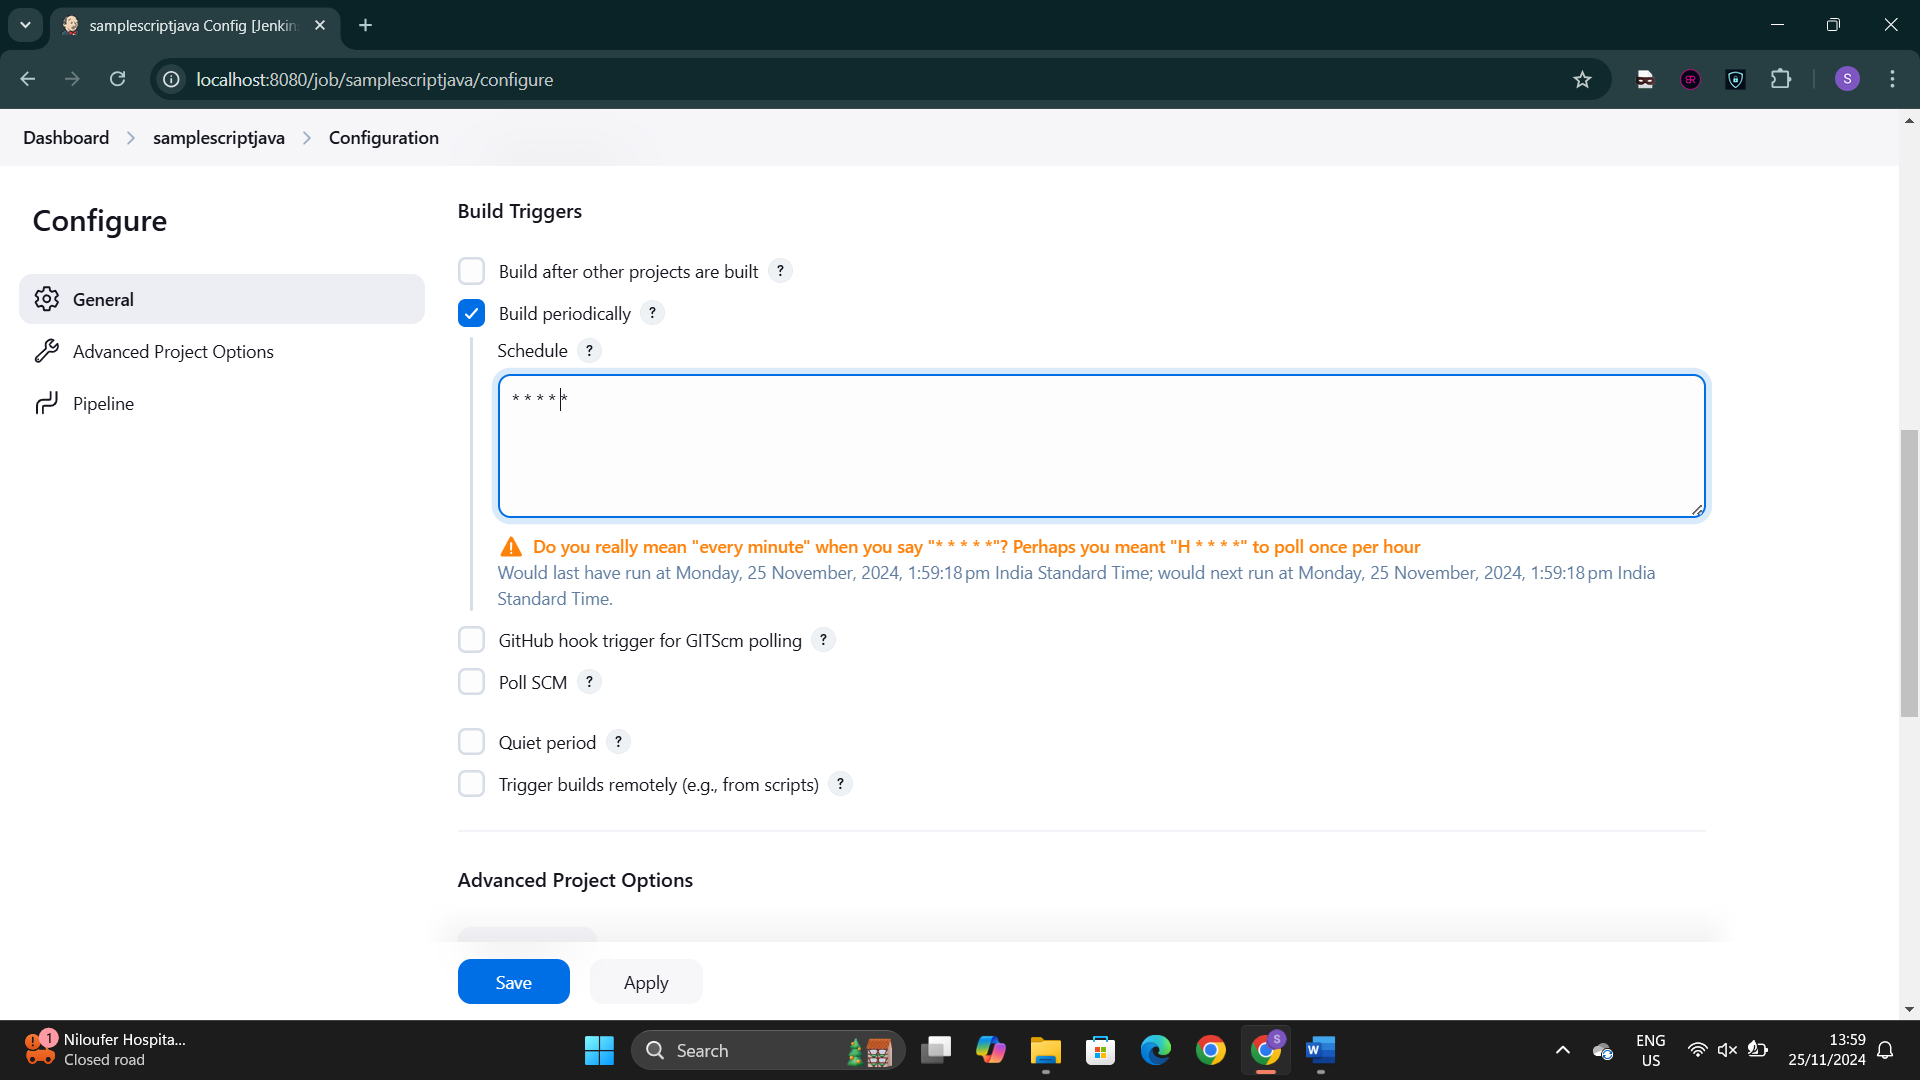 samplescriptjava Config [Jenkin
localhost:8080/job/samplescriptjava/configure
S
Dashboard
samplescriptjava
Configuration
Configure
General
Advanced Project Options
Pipeline
Build Triggers
Build after other projects are built ?
Build periodically ?
Schedule ?
* * * * *
Do you really mean "every minute" when you say "* * * * *"? Perhaps you meant "H * * * *" to poll once per hour
Would last have run at Monday, 25 November, 2024, 1:59:18 pm India Standard Time; would next run at Monday, 25 November, 2024, 1:59:18 pm India
Standard Time.
GitHub hook trigger for GITScm polling ?
Poll SCM ?
Quiet period ?
Trigger builds remotely (e.g., from scripts) ?
Advanced Project Options
Save
Apply
1
Niloufer Hospita...
Closed road
Search
S
W
ENG
US
13:59
25/11/2024